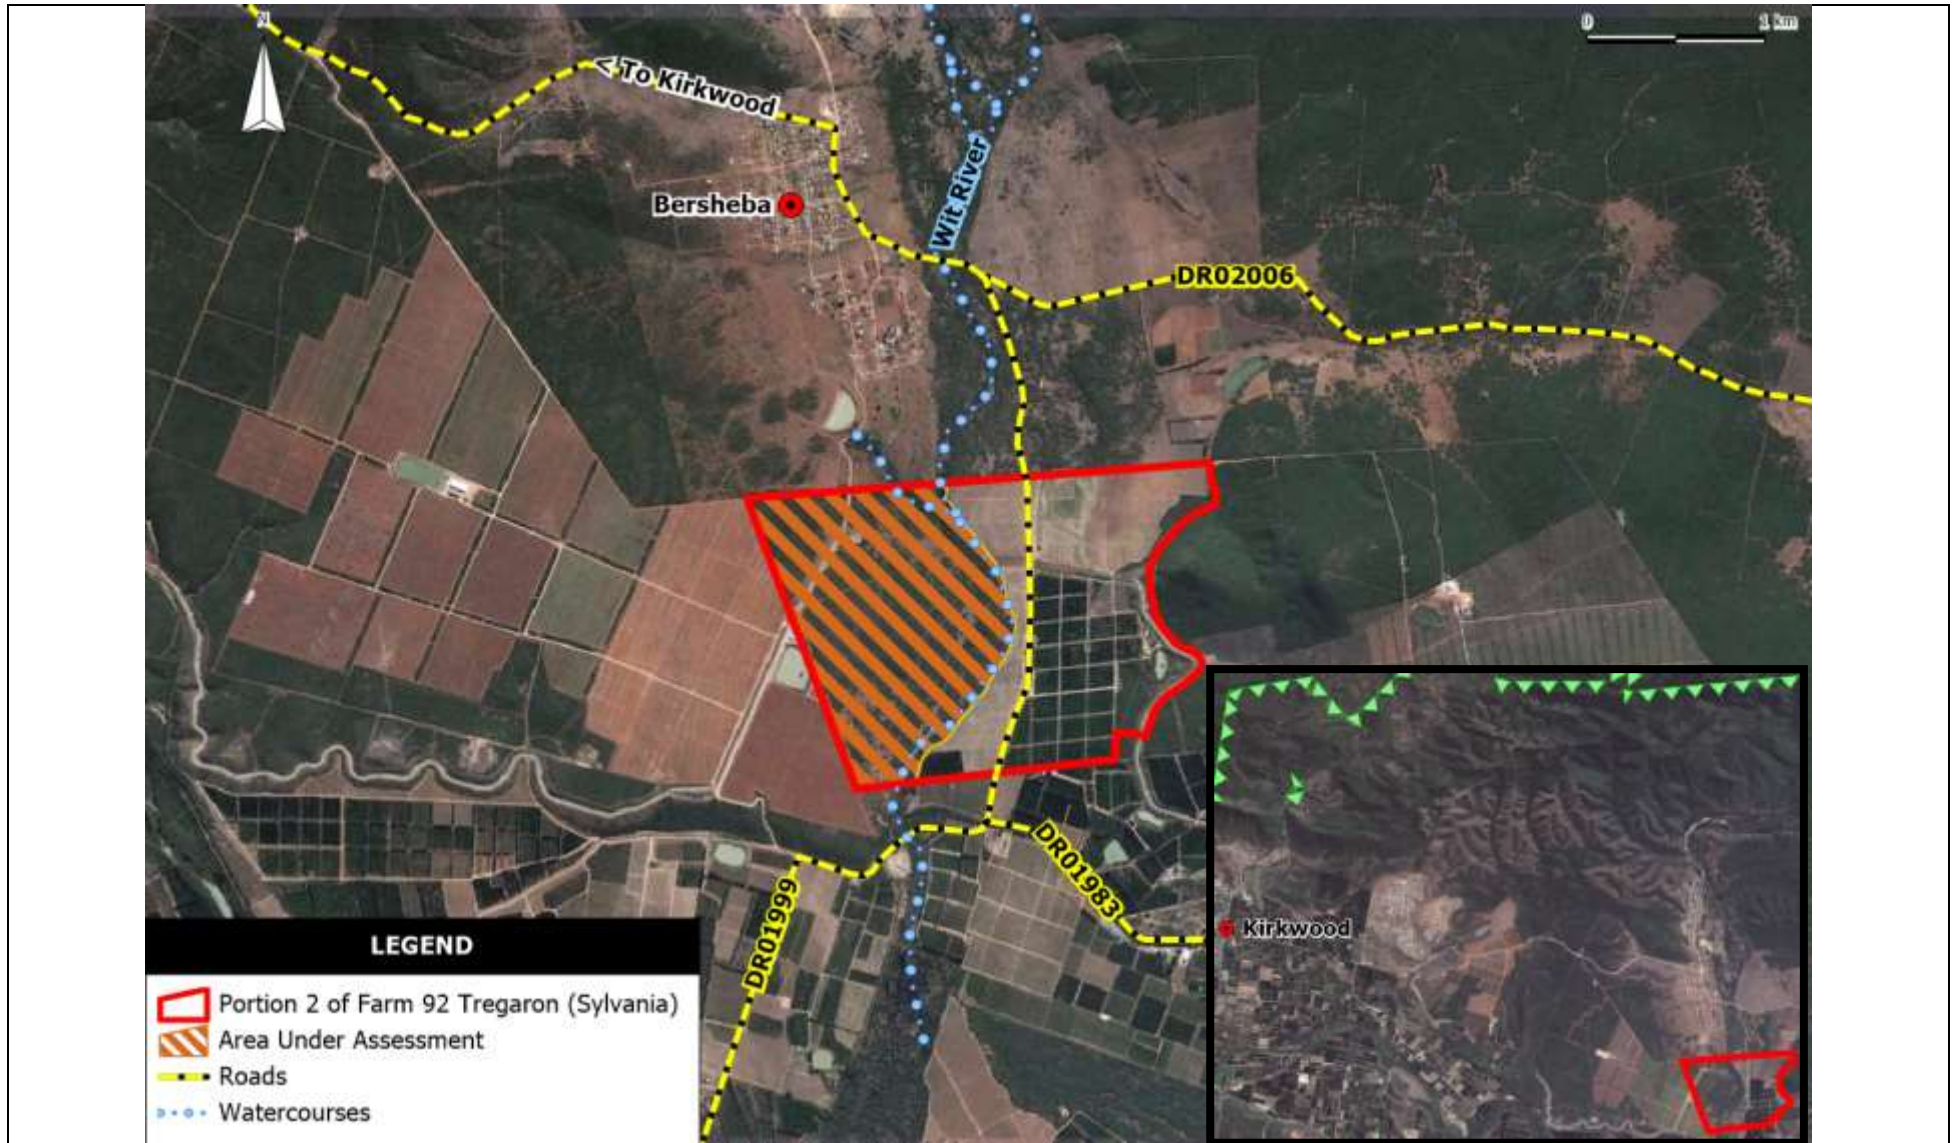 N
0 1 km
< To Kirkwood
Bersheba
Wit River
DR02006
DR01983
DR01999
Kirkwood
LEGEND
Portion 2 of Farm 92 Tregaron (Sylvania)
Area Under Assessment
Roads
Watercourses